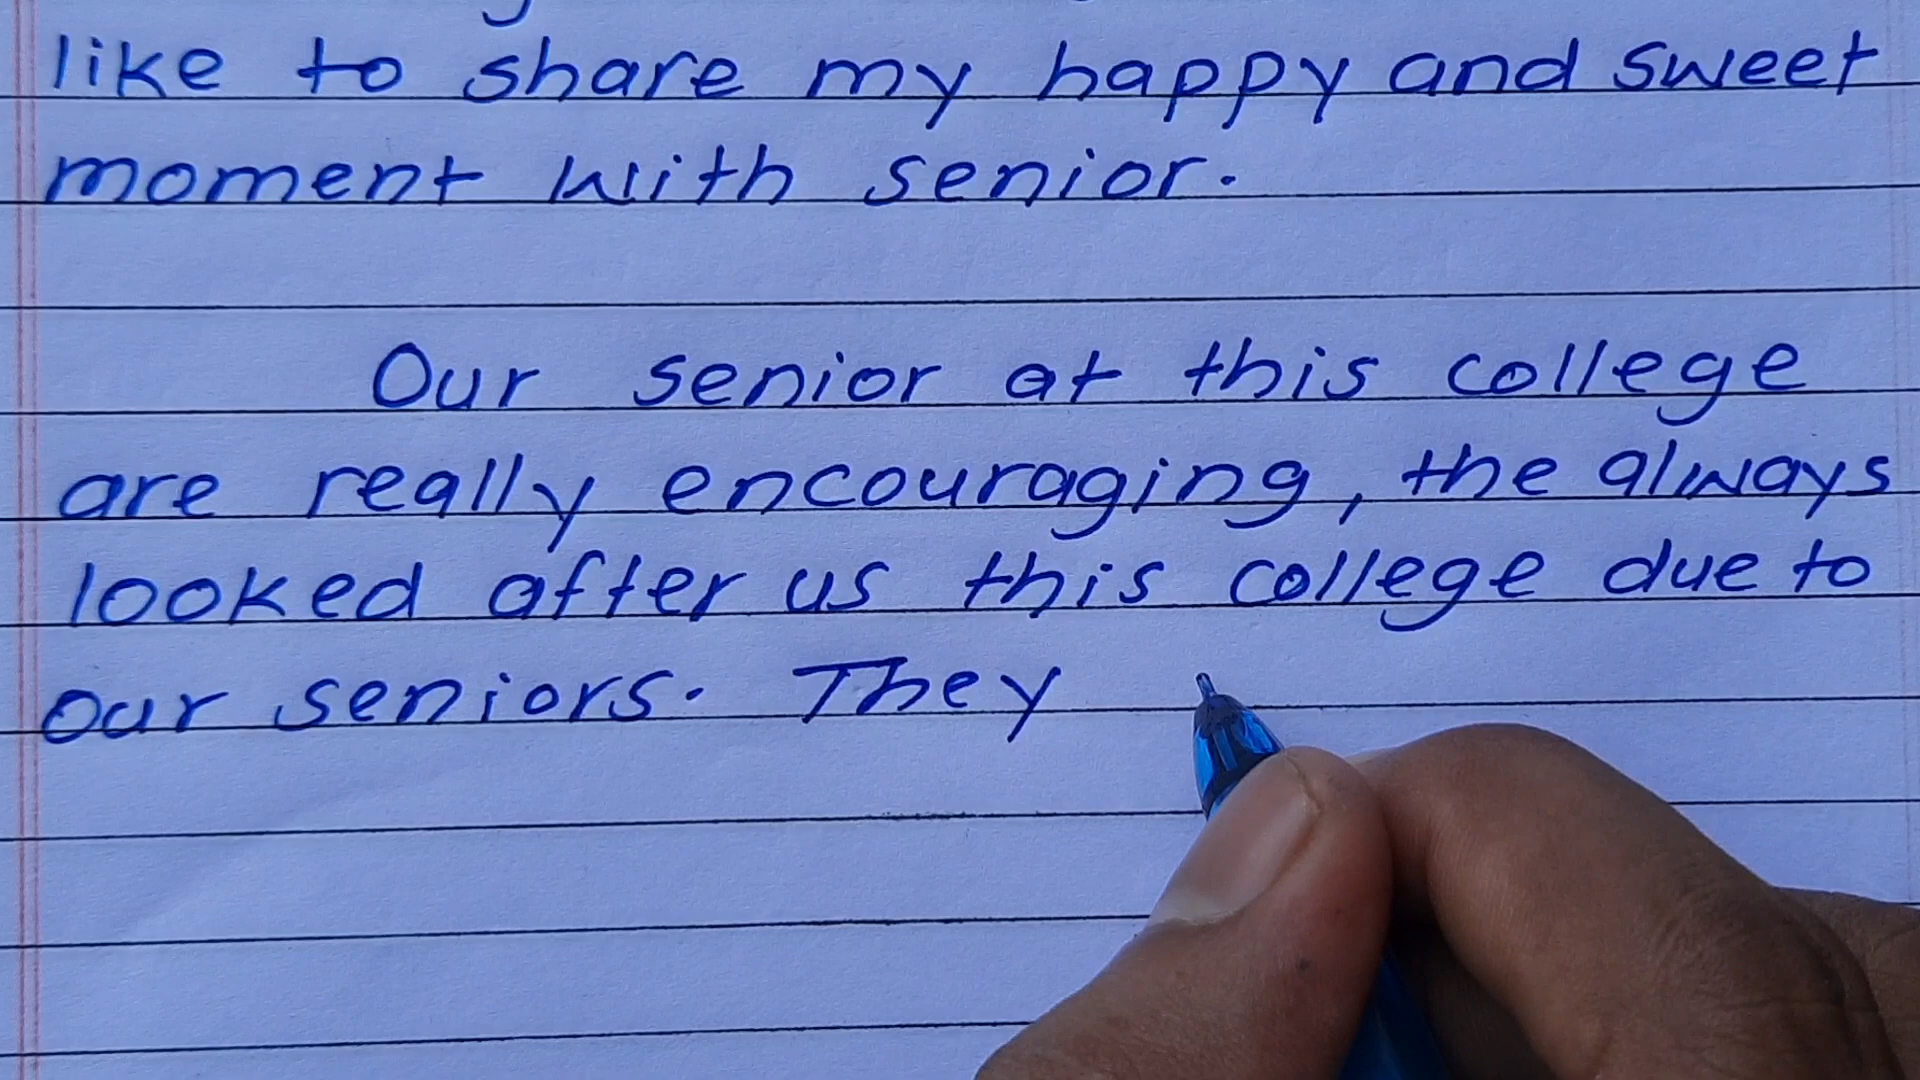 like to share my happy and sweet
moment with senior.
Our senior at this college
are really encouraging, the always
looked after us this college due to
our seniors. They